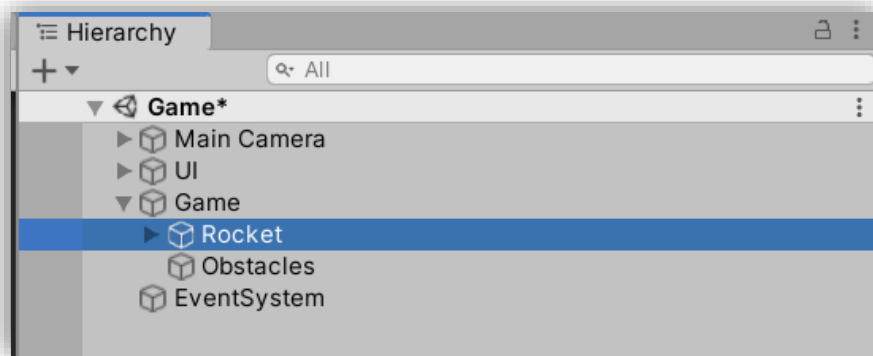 Hierarchy
All
Game*
Main Camera
UI
Game
Rocket
Obstacles
EventSystem